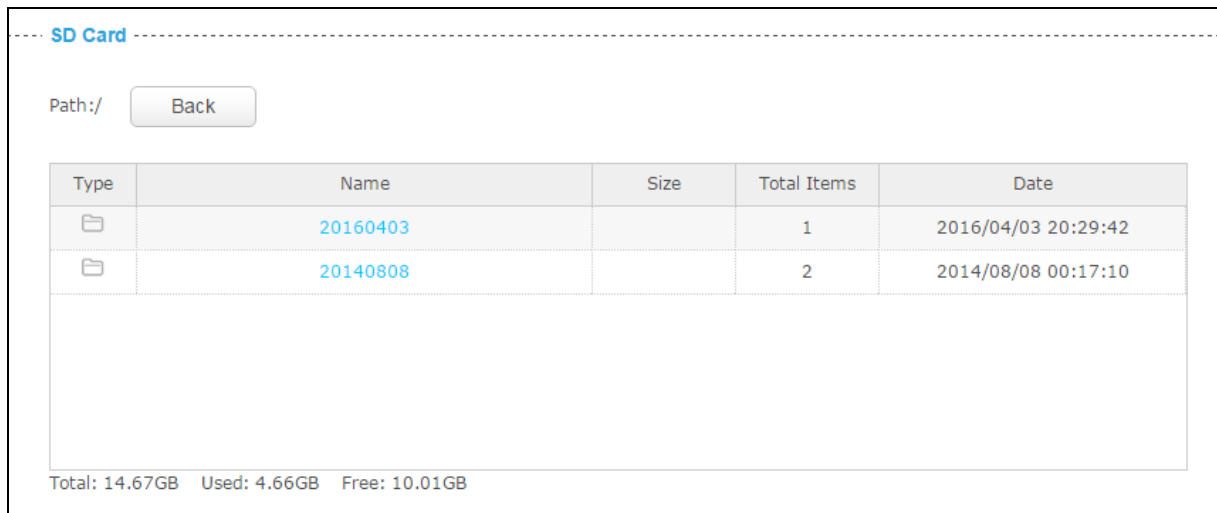 SD Card
Path:/ Back
Type Name Size Total Items Date
20160403 1 2016/04/03 20:29:42
20140808 2 2014/08/08 00:17:10
Total: 14.67GB Used: 4.66GB Free: 10.01GB